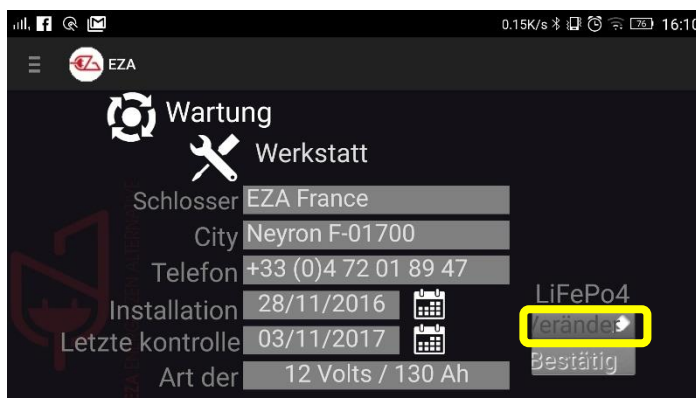 0.15K/s 76 16:10
EZA
Wartung
Werkstatt
Schlosser EZA France
City Neyron F-01700
Telefon +33 (0)4 72 01 89 47
Installation 28/11/2016
LiFePo4
Letzte kontrolle 03/11/2017
Bestätig
Art der 12 Volts / 130 Ah